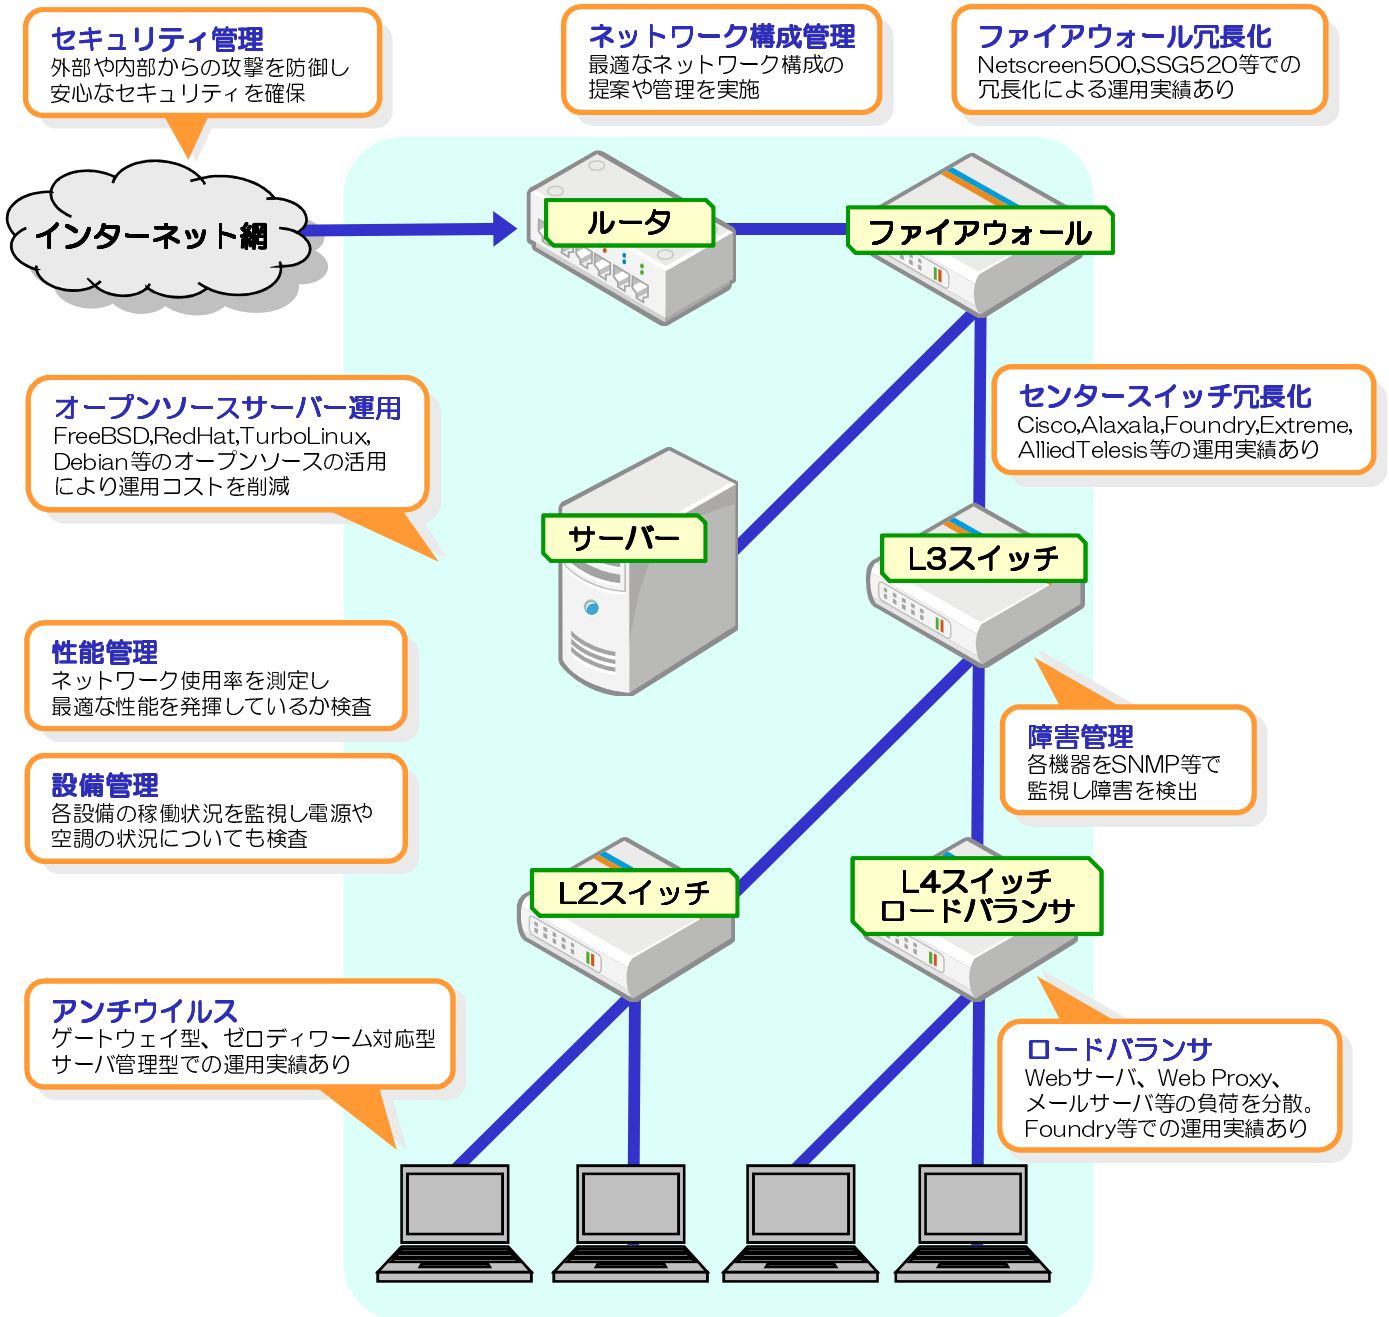 セキュリティ管理
外部や内部からの攻撃を防御し
安心なセキュリティを確保
ネットワーク構成管理
最適なネットワーク構成の
提案や管理を実施
ファイアウォール冗長化
Netscreen500,SSG520等での
冗長化による運用実績あり
インターネット網
ルータ
ファイアウォール
オープンソースサーバー運用
FreeBSD,RedHat,TurboLinux,
Debian等のオープンソースの活用
により運用コストを削減
センタースイッチ冗長化
Cisco,Alaxala,Foundry,Extreme,
AlliedTelesis等の運用実績あり
サーバー
L3スイッチ
性能管理
ネットワーク使用率を測定し
最適な性能を発揮しているか検査
障害管理
各機器をSNMP等で
監視し障害を検出
設備管理
各設備の稼働状況を監視し電源や
空調の状況についても検査
L2スイッチ
L4スイッチ
ロードバランサ
アンチウイルス
ゲートウェイ型、ゼロディワーム対応型
サーバ管理型での運用実績あり
ロードバランサ
Webサーバ、Web Proxy、
メールサーバ等の負荷を分散。
Foundry等での運用実績あり